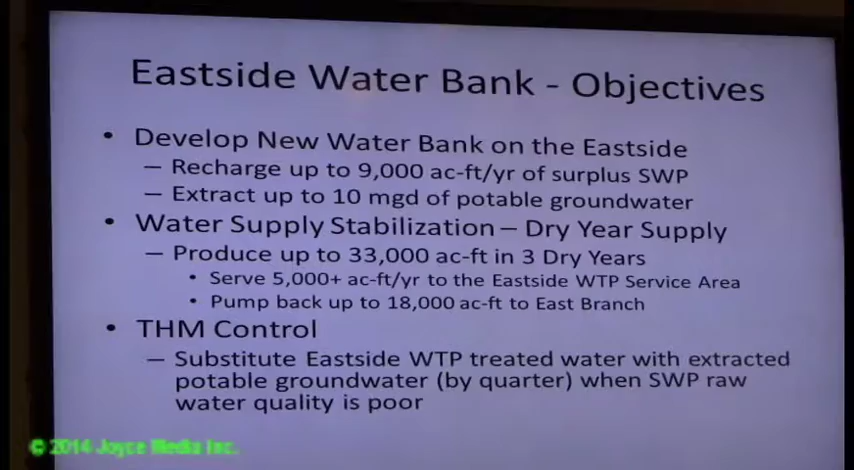 Eastside Water Bank - Objectives
• Develop New Water Bank on the Eastside
— Recharge up to 9,000 ac-ft/yr of surplus SWP
— Extract up to 10 mgd of potable groundwater
• Water Supply Stabilization – Dry Year Supply
— Produce up to 33,000 ac-ft in 3 Dry Years
• Serve 5,000+ ac-ft/yr to the Eastside WTP Service Area
• Pump back up to 18,000 ac-ft to East Branch
• THM Control
— Substitute Eastside WTP treated water with extracted
potable groundwater (by quarter) when SWP raw
water quality is poor
© 2014 Joyce Media Inc.